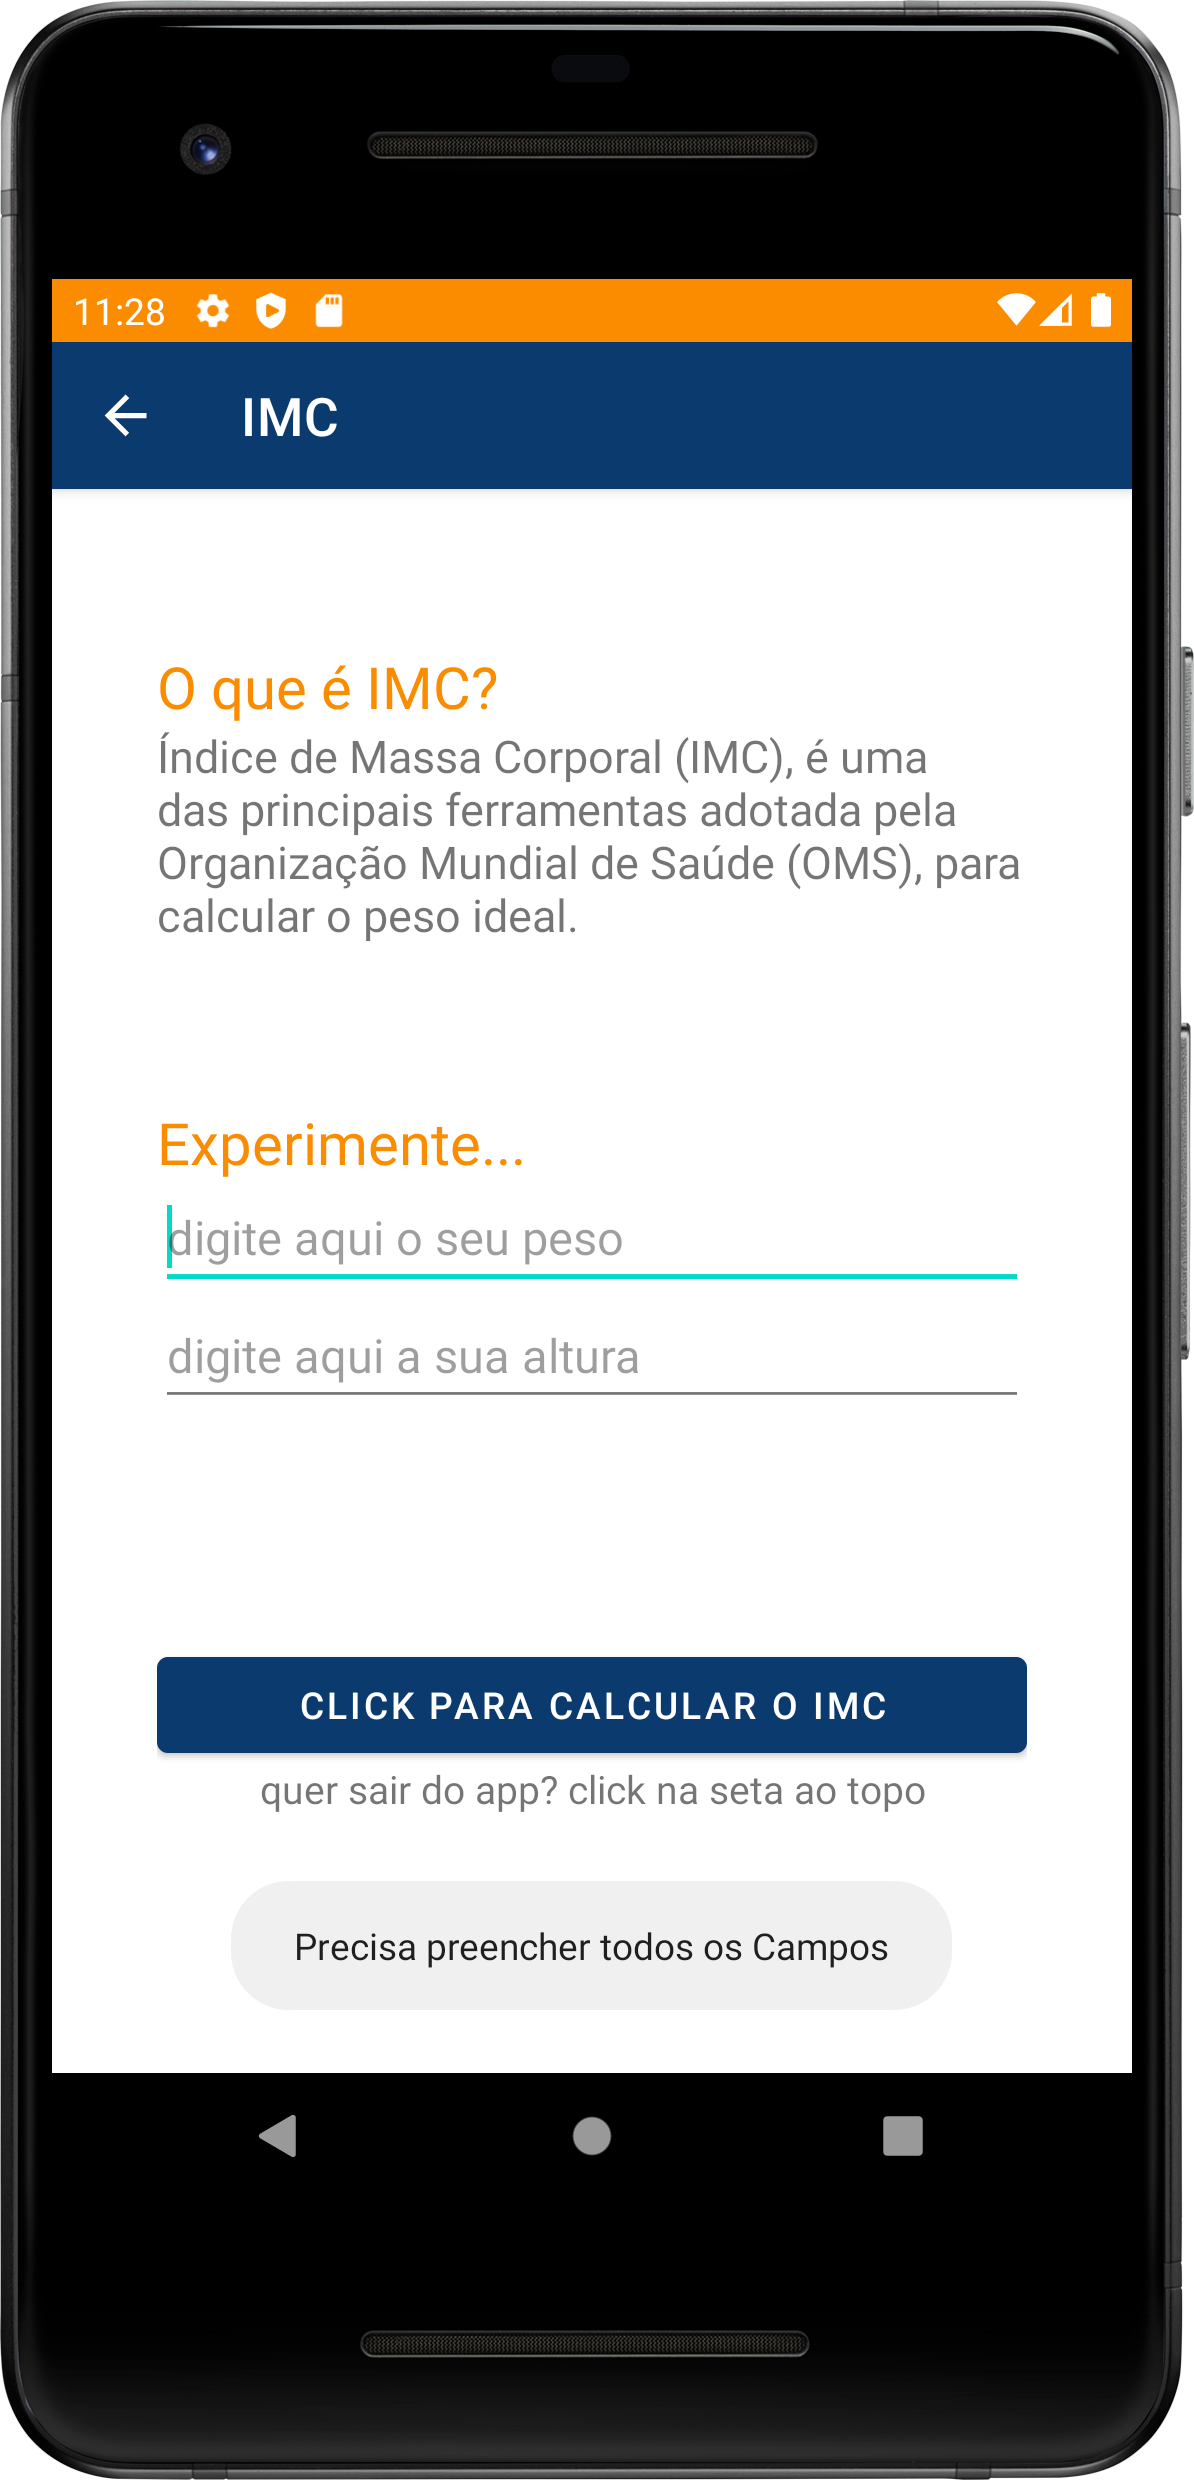 11:28
IMC
O que é IMC?
Índice de Massa Corporal (IMC), é uma
das principais ferramentas adotada pela
Organização Mundial de Saúde (OMS), para
calcular o peso ideal.
Experimente...
digite aqui o seu peso
digite aqui a sua altura
CLICK PARA CALCULAR O IMC
quer sair do app? click na seta ao topo
Precisa preencher todos os Campos